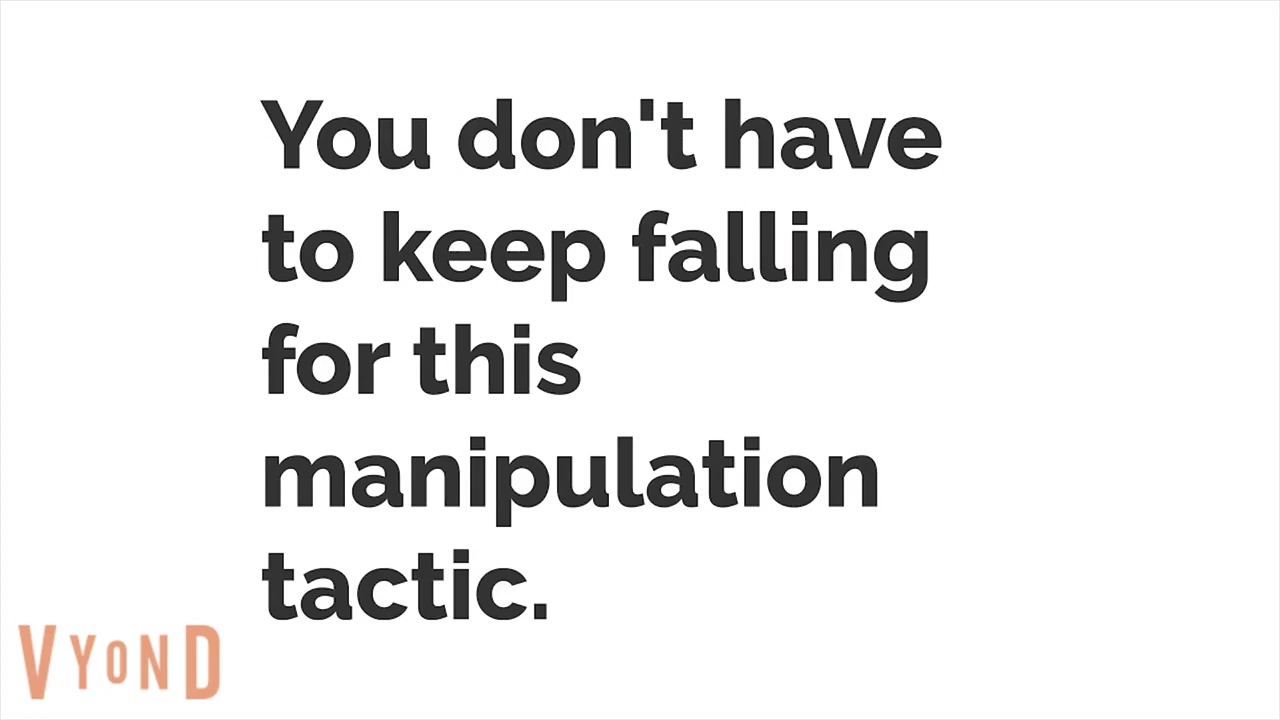 You don't have
to keep falling
for this
manipulation
tactic.
VYOND